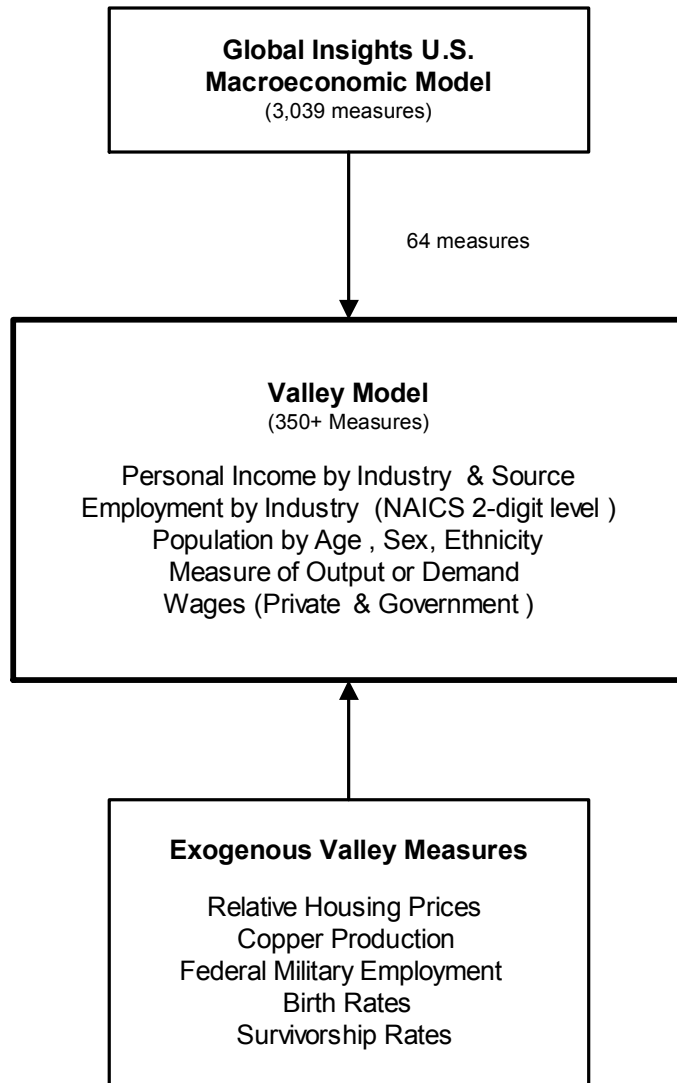 Global Insights U.S.
Macroeconomic Model
(3,039 measures)
64 measures
Valley Model
(350+ Measures)
Personal Income by Industry & Source
Employment by Industry (NAICS 2-digit level )
Population by Age , Sex, Ethnicity
Measure of Output or Demand
Wages (Private & Government )
Exogenous Valley Measures
Relative Housing Prices
Copper Production
Federal Military Employment
Birth Rates
Survivorship Rates